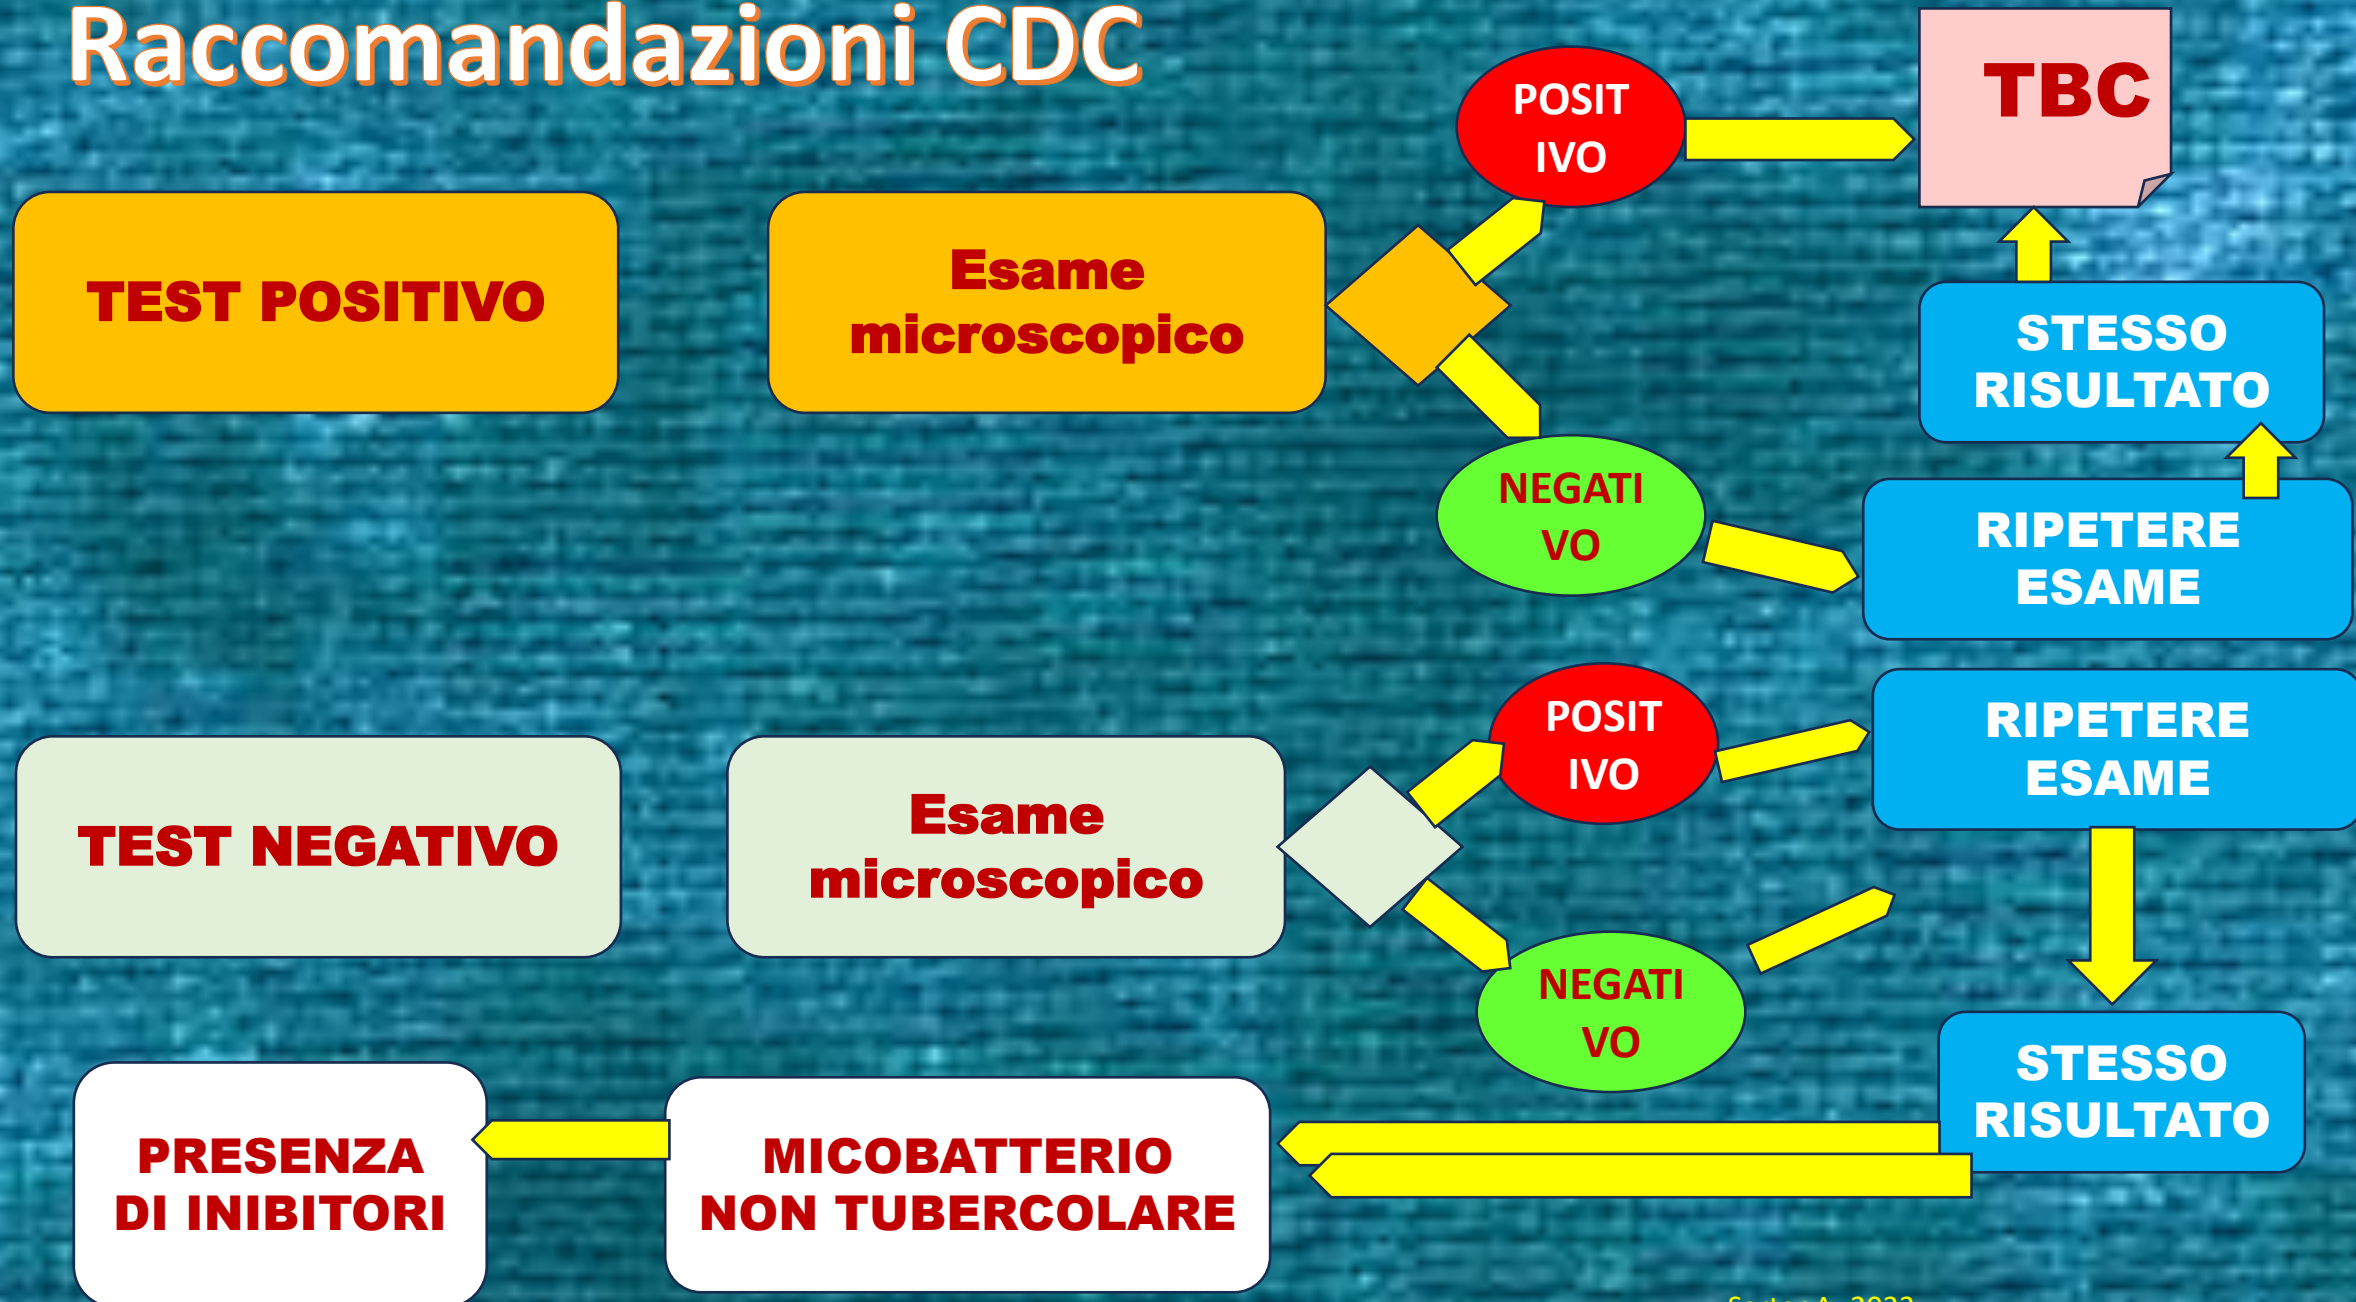 Raccomandazioni CDC
POSIT
IVO
TBC
TEST POSITIVO
Esame
microscopico
STESSO
RISULTATO
NEGATI
VO
RIPETERE
ESAME
POSIT
IVO
RIPETERE
ESAME
TEST NEGATIVO
Esame
microscopico
NEGATI
VO
STESSO
RISULTATO
PRESENZA
DI INIBITORI
MICOBATTERIO
NON TUBERCOLARE